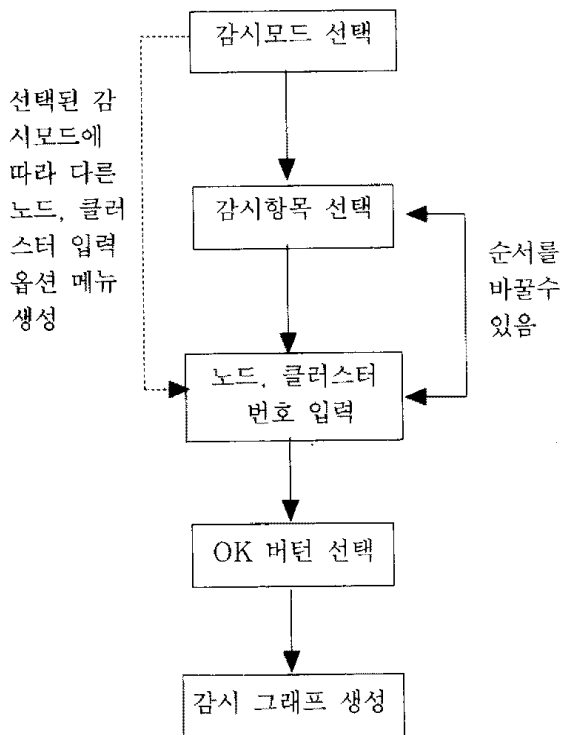 감시모드 선택
선택된 감
시모드에
따라 다른
노드, 클러
스터 입력
옵션 메뉴
생성
감시항목 선택
순서를
바꿀수
있음
노드, 클러스터
번호 입력
OK 버턴 선택
감시 그래프 생성